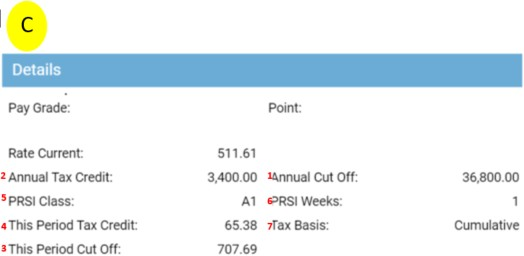 C
Details
Pay Grade: Point:
Rate Current: 511.61
2 Annual Tax Credit: 3,400.00 1 Annual Cut Off: 36,800.00
5 PRSI Class: A1 6 PRSI Weeks: 1
4 This Period Tax Credit: 65.38 7 Tax Basis: Cumulative
3 This Period Cut Off: 707.69